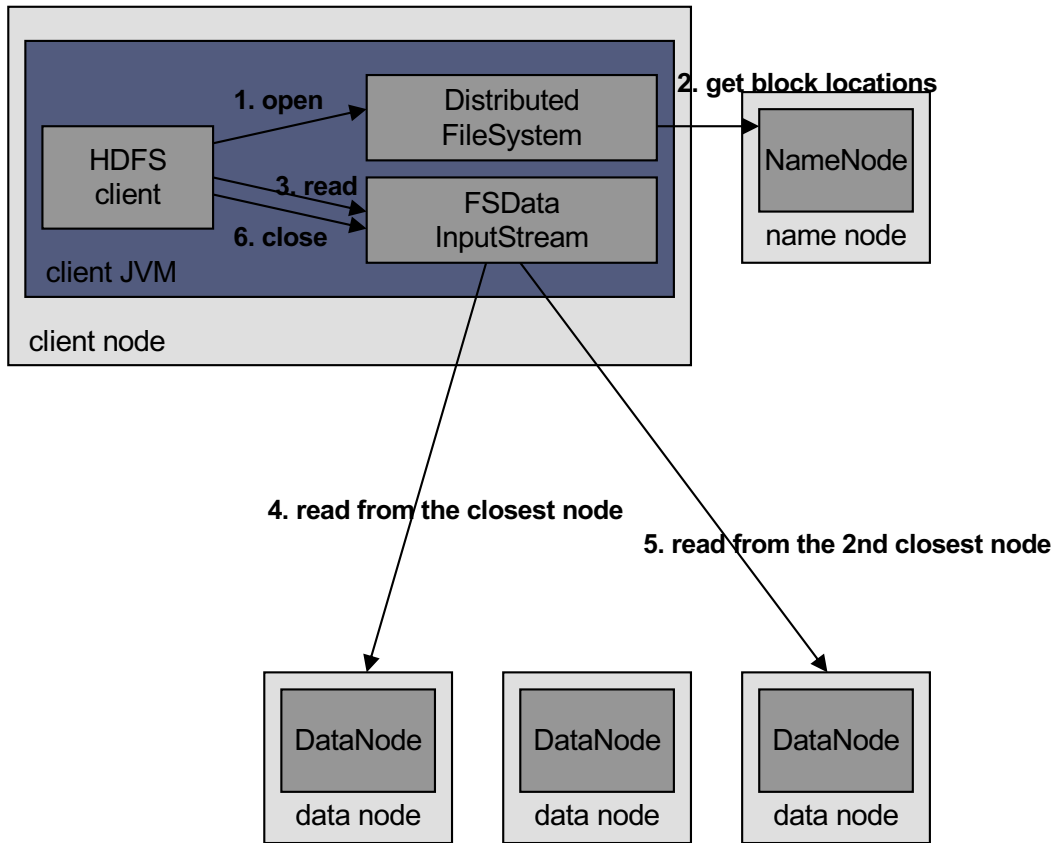 1. open
Distributed
FileSystem
2. get block locations
HDFS
client
NameNode
3. read
FSData
InputStream
6. close
name node
client JVM
client node
4. read from the closest node
5. read from the 2nd closest node
DataNode
DataNode
DataNode
data node
data node
data node